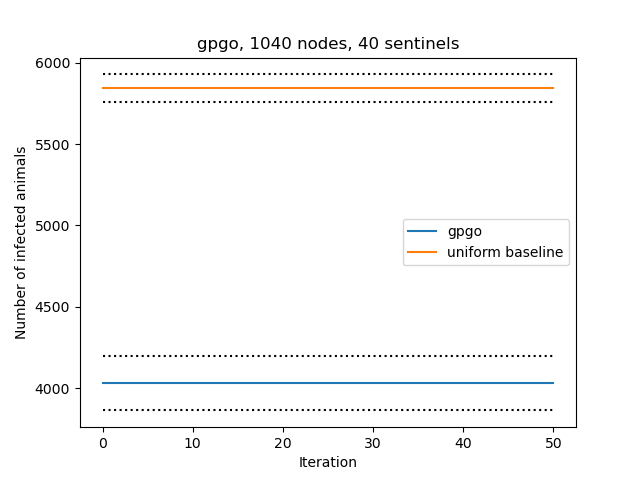 gpgo, 1040 nodes, 40 sentinels
6000
5500
5000
4500
4000
Number of infected animals
gpgo
uniform baseline
0 10 20 30 40 50
Iteration